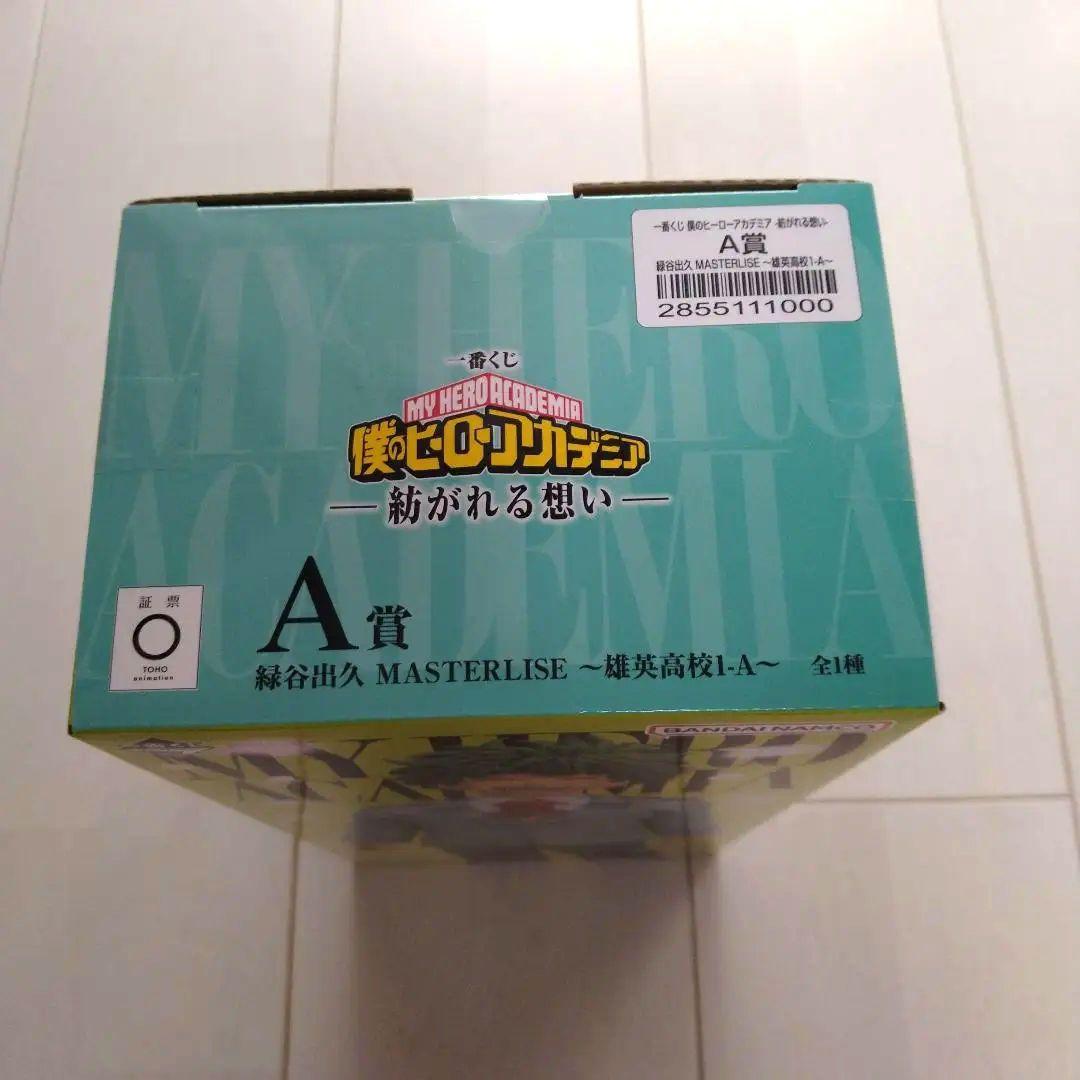 一番くじ 僕のヒーローアカデミア -紡がれる想い-
A賞
緑谷出久 MASTERLISE ～雄英高校1-A～
2855111000
MY HERO
ACADEMIA
一番くじ
MY HERO ACADEMIA
僕のヒーローアカデミア
―紡がれる想い―
証票
TOHO
animation
A賞
緑谷出久 MASTERLISE ～雄英高校1-A～ 全1種
BANDAI NAMCO